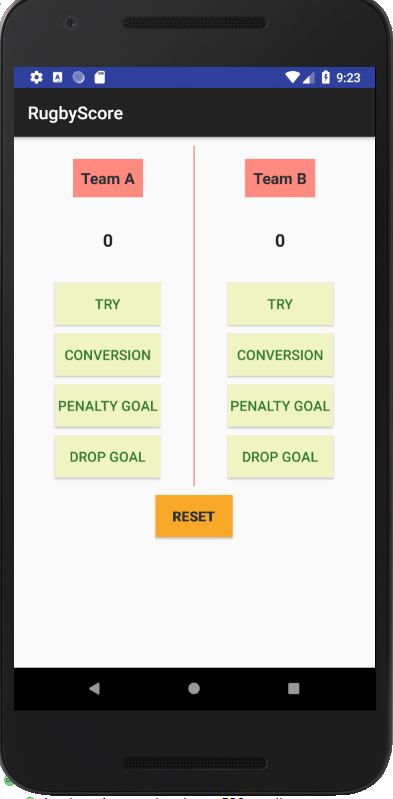 9:23
RugbyScore
Team A
Team B
0
0
TRY
TRY
CONVERSION
CONVERSION
PENALTY GOAL
PENALTY GOAL
DROP GOAL
DROP GOAL
RESET